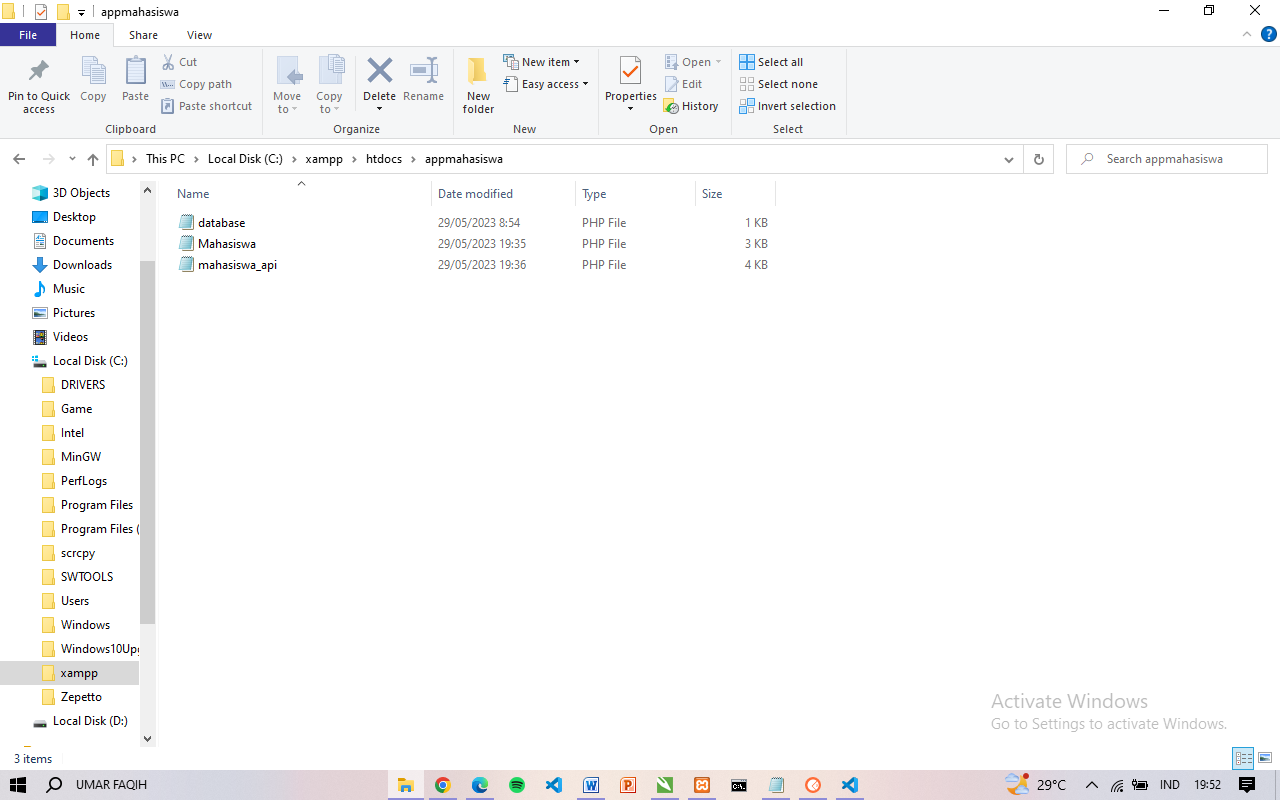 appmahasiswa
File Home Share View
Pin to Quick access
Copy
Paste
Cut
Copy path
Paste shortcut
Clipboard
Move to
Copy to
Delete
Rename
Organize
New folder
New item
Easy access
New
Properties
Open
Edit
History
Open
Select all
Select none
Invert selection
Select
This PC > Local Disk (C:) > xampp > htdocs > appmahasiswa
Search appmahasiswa
3D Objects
Desktop
Documents
Downloads
Music
Pictures
Videos
Local Disk (C:)
DRIVERS
Game
Intel
MinGW
PerfLogs
Program Files
Program Files (
scrcpy
SWTOOLS
Users
Windows
Windows10Upg
xampp
Zepetto
Local Disk (D:)
Name Date modified Type Size
database 29/05/2023 8:54 PHP File 1 KB
Mahasiswa 29/05/2023 19:35 PHP File 3 KB
mahasiswa_api 29/05/2023 19:36 PHP File 4 KB
Activate Windows
Go to Settings to activate Windows.
3 items
UMAR FAQIH
29°C IND 19:52